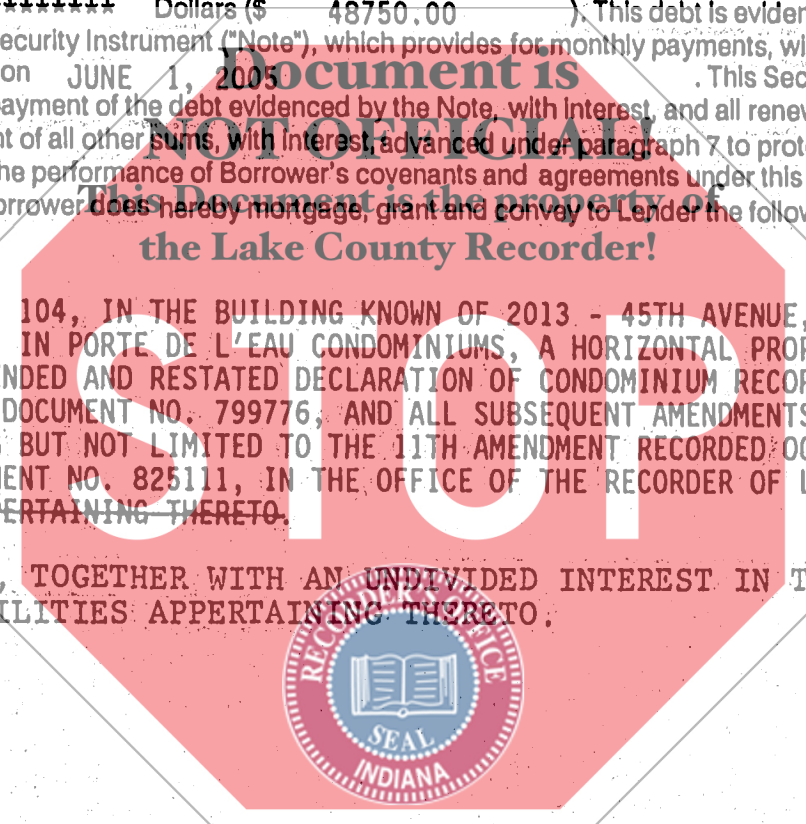 ******** Dollars ($ 48750.00 ). This debt is eviden
ecurity Instrument ("Note"), which provides for monthly payments, wi
on JUNE 1, 2005 . This Sec
Document is
ayment of the debt evidenced by the Note, with interest, and all renew
NOT OFFICIAL!
nt of all other sums, with interest, advanced under paragraph 7 to prote
he performance of Borrower's covenants and agreements under this
This Document is the property of
orrower does hereby mortgage, grant and convey to Lender the follow
the Lake County Recorder!
104, IN THE BUILDING KNOWN OF 2013 - 45TH AVENUE,
IN PORTE DE L'EAU CONDOMINIUMS, A HORIZONTAL PROP
NDED AND RESTATED DECLARATION OF CONDOMINIUM RECOR
DOCUMENT NO. 799776, AND ALL SUBSEQUENT AMENDMENTS
BUT NOT LIMITED TO THE 11TH AMENDMENT RECORDED OC
ENT NO. 825111, IN THE OFFICE OF THE RECORDER OF L
ERTAINING THERETO.
STOP
, TOGETHER WITH AN UNDIVIDED INTEREST IN T
ILITIES APPERTAINING THERETO.
RECORDER'S OFFICE
SEAL
INDIANA